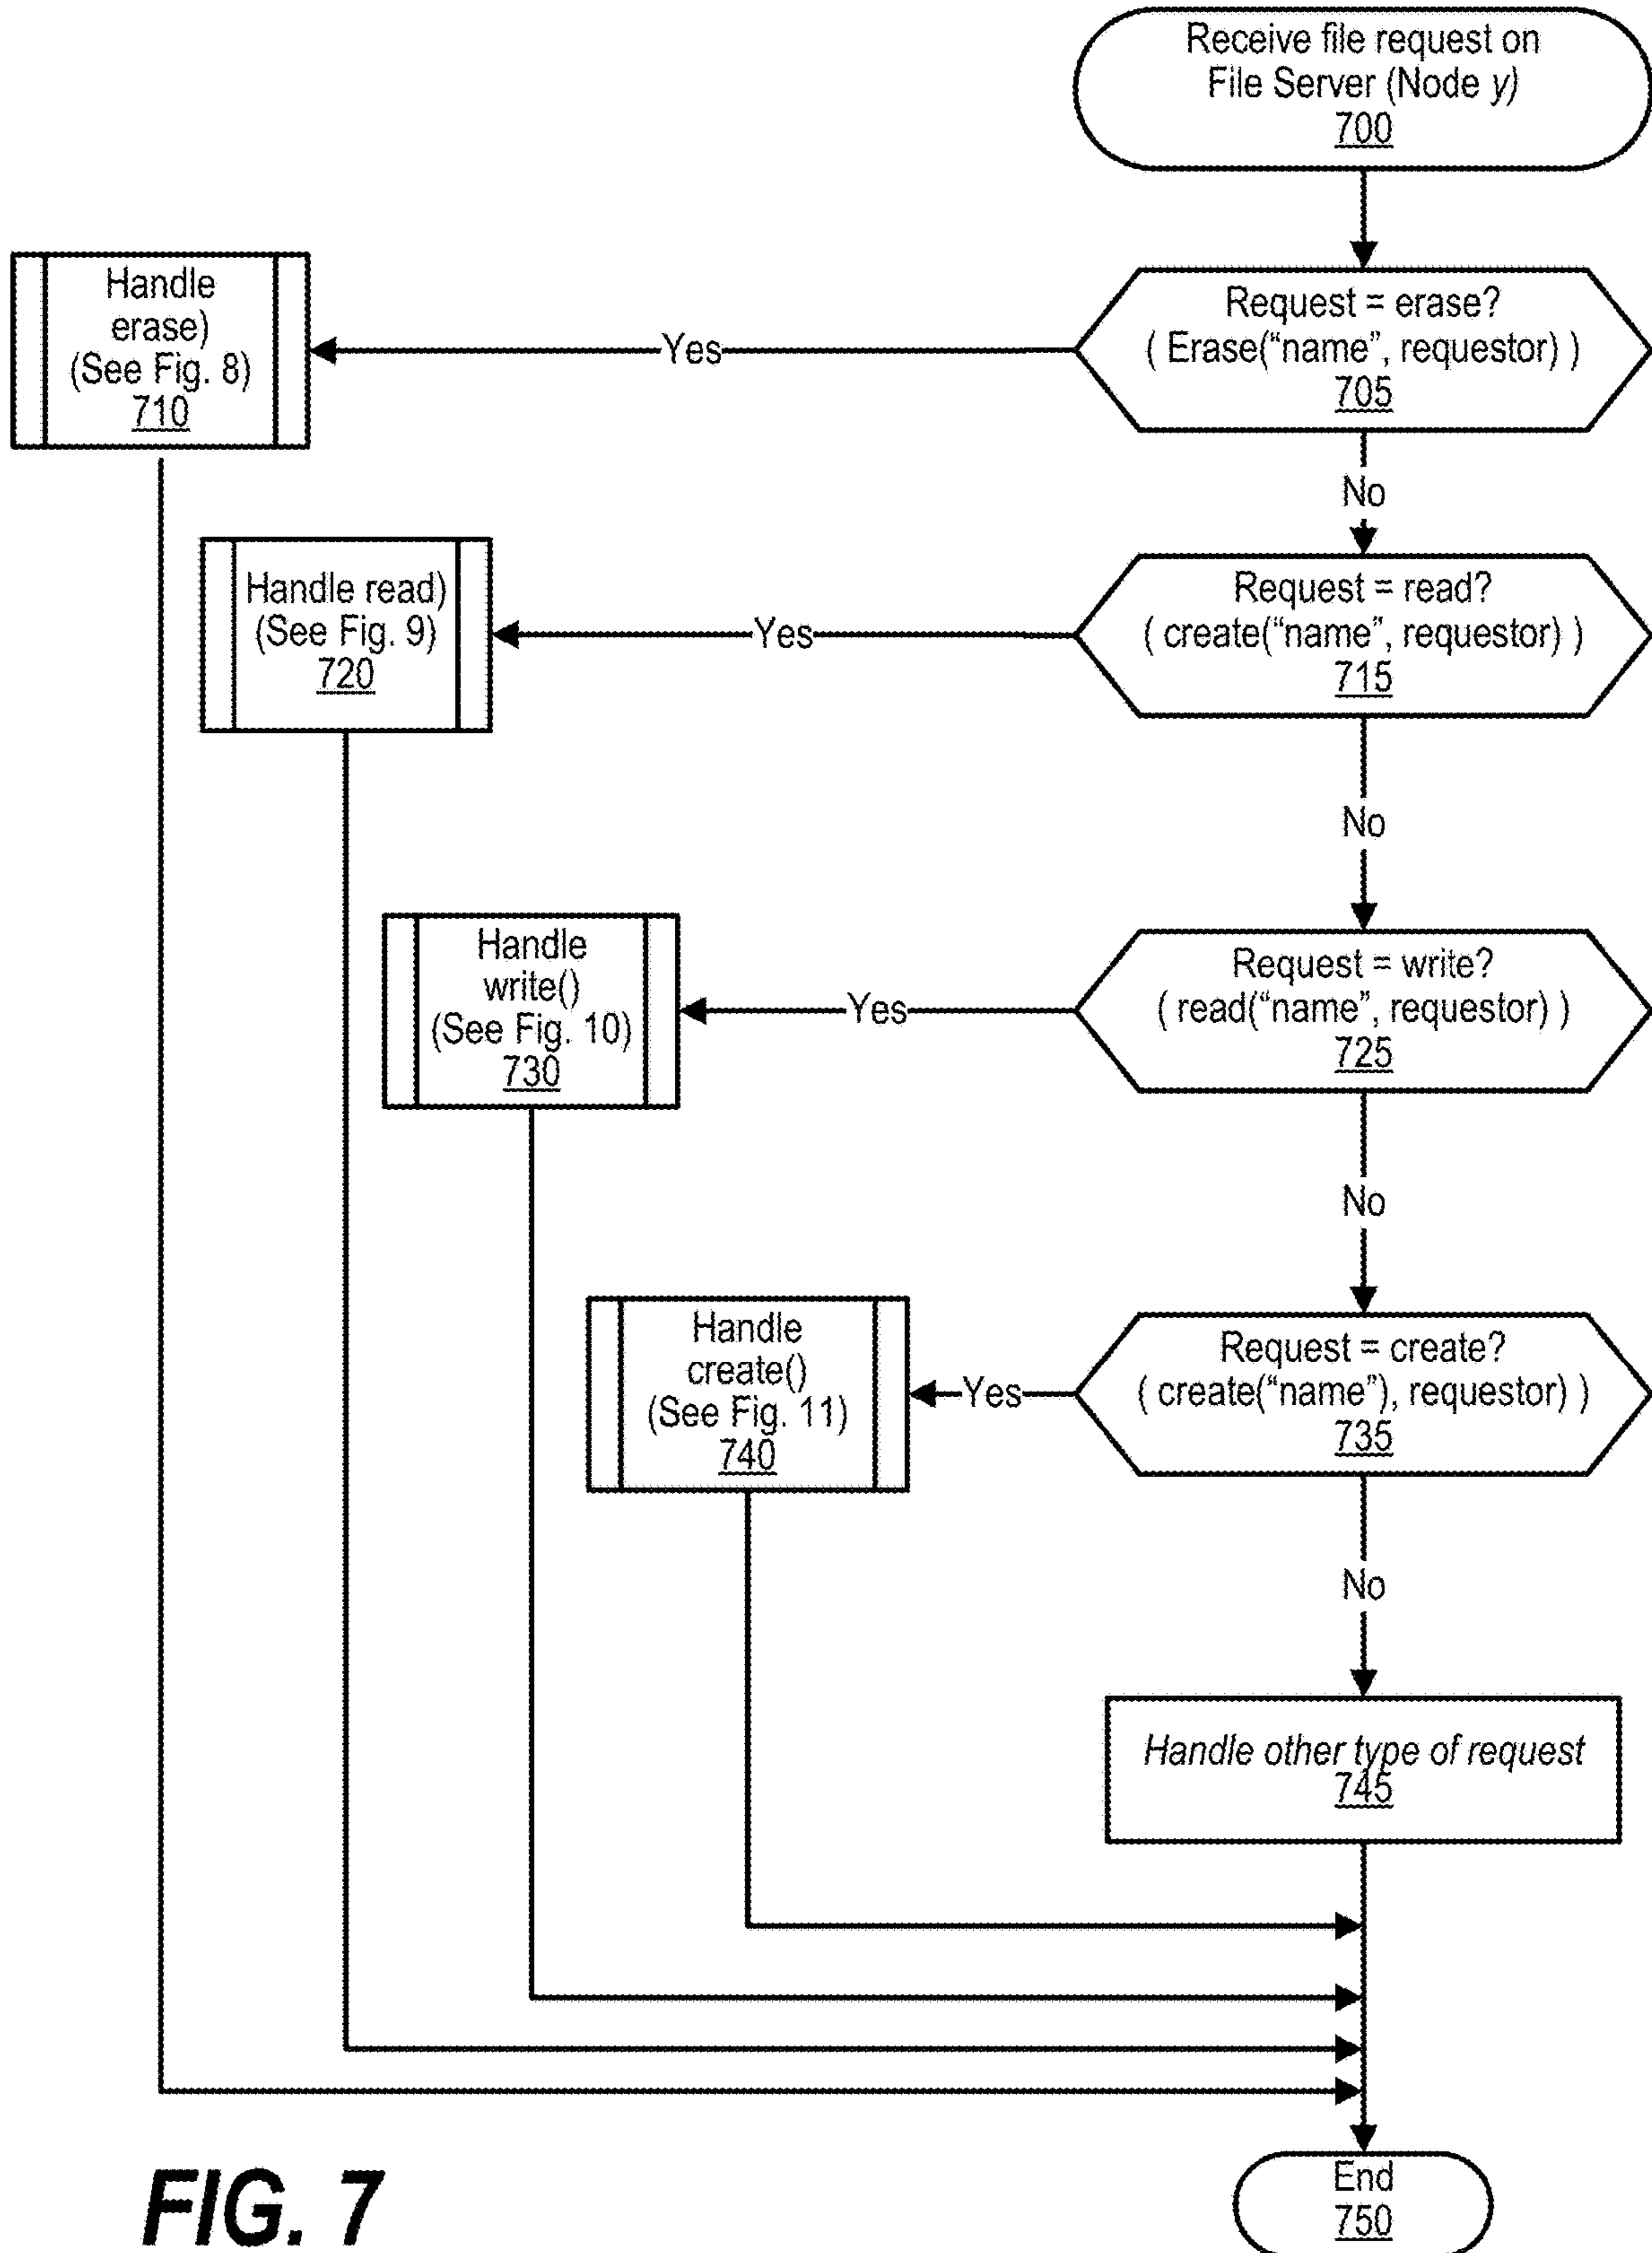 Receive file request on
File Server (Node y)
700
Handle
erase)
(See Fig. 8)
710
Yes
Request = erase?
( Erase("name", requestor) )
705
No
Handle read)
(See Fig. 9)
720
Yes
Request = read?
( create("name", requestor) )
715
No
Handle
write()
(See Fig. 10)
730
Yes
Request = write?
( read("name", requestor) )
725
No
Handle
create()
(See Fig. 11)
740
Yes
Request = create?
( create("name"), requestor) )
735
No
Handle other type of request
745
End
750
FIG. 7